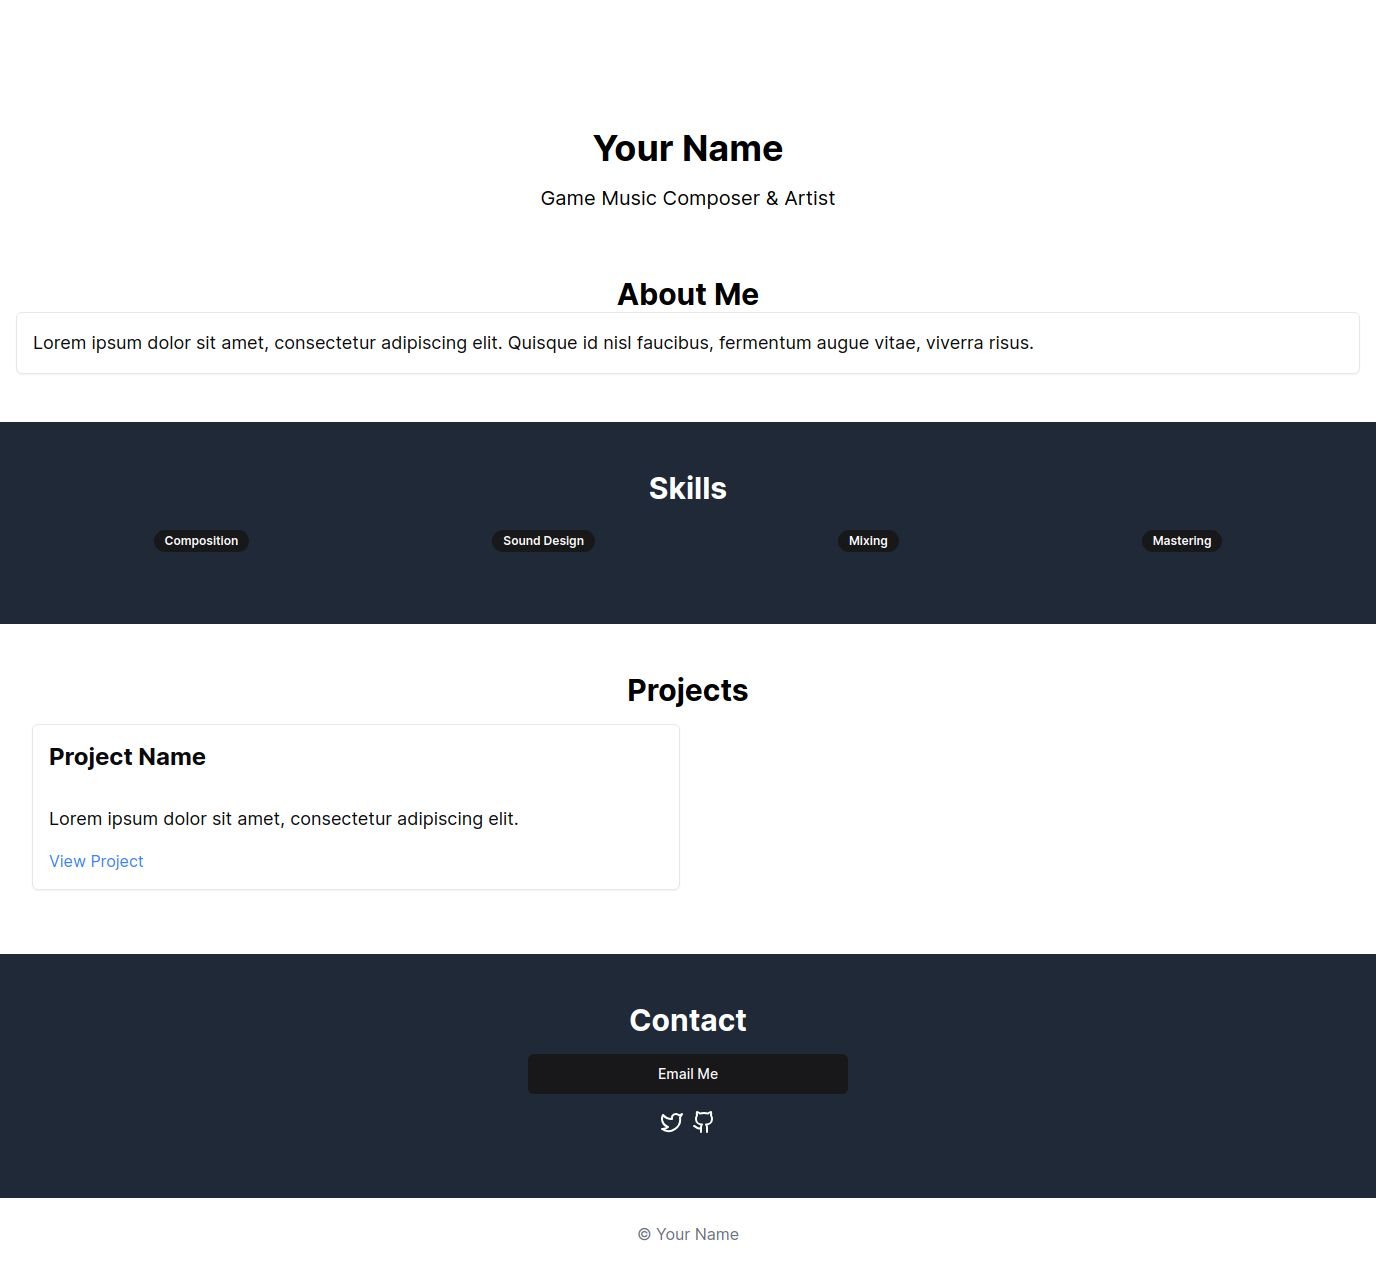 Your Name
Game Music Composer & Artist
About Me
Lorem ipsum dolor sit amet, consectetur adipiscing elit. Quisque id nisl faucibus, fermentum augue vitae, viverra risus.
Skills
Composition Sound Design Mixing Mastering
Projects
Project Name
Lorem ipsum dolor sit amet, consectetur adipiscing elit.
View Project
Contact
Email Me
© Your Name